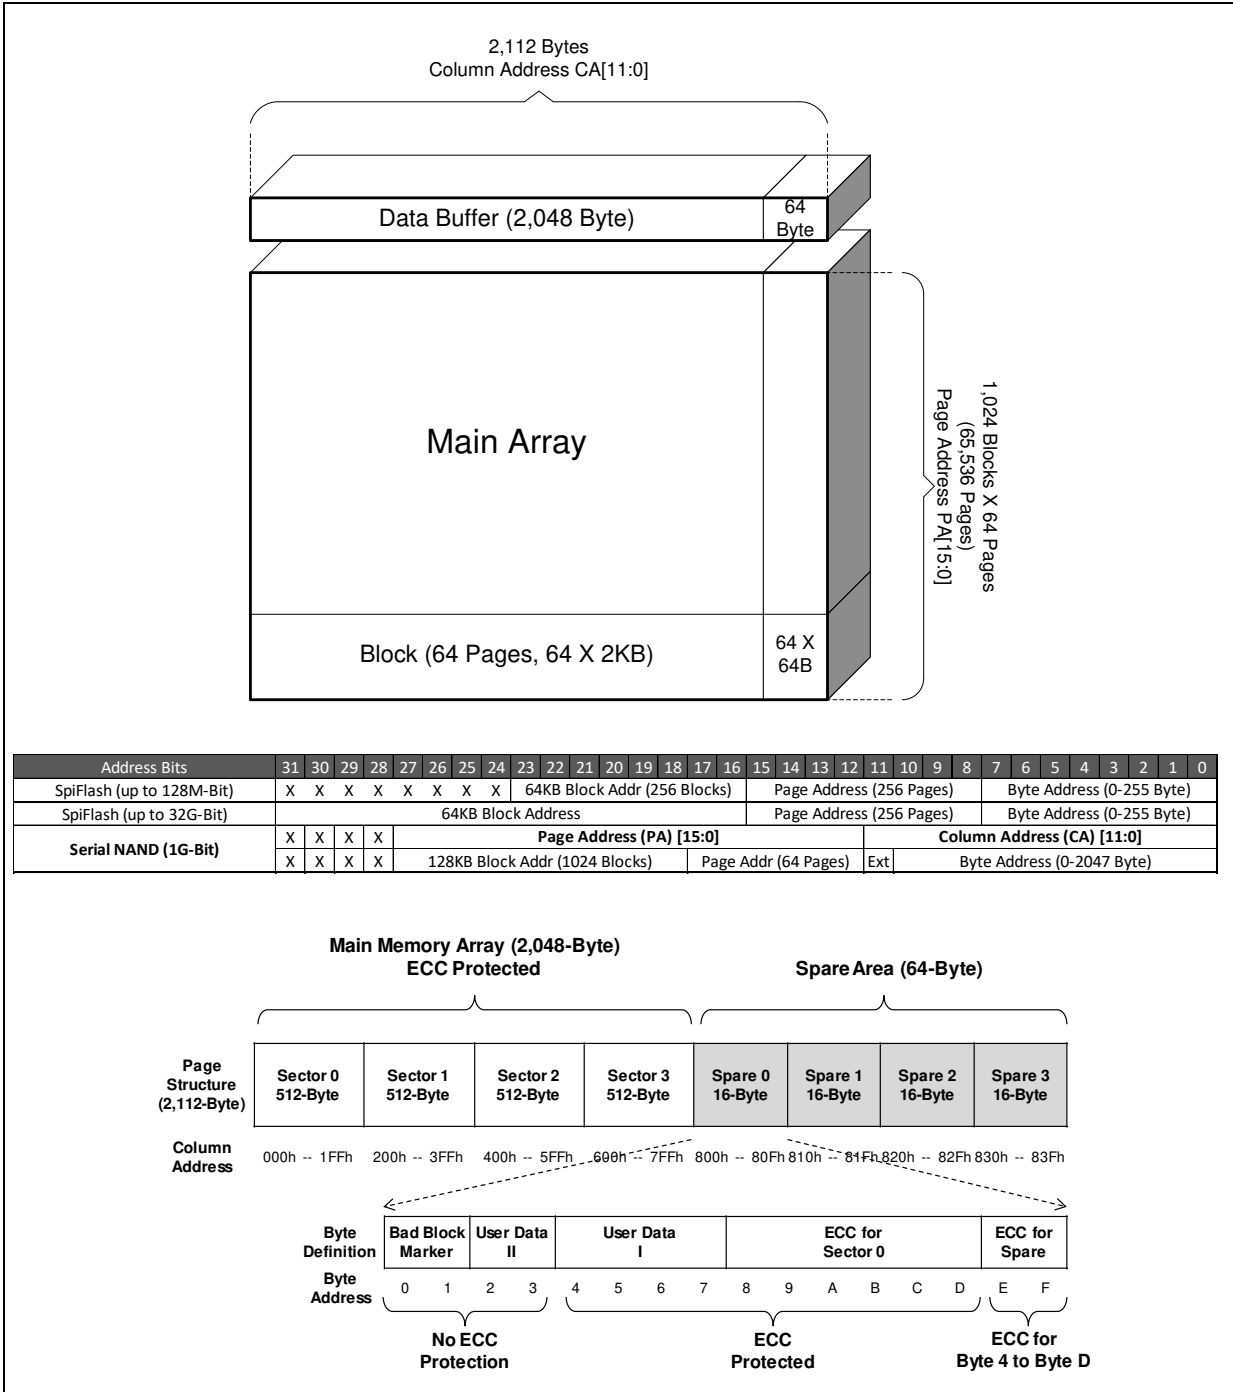 2,112 Bytes
Column Address CA[11:0]
Data Buffer (2,048 Byte)
64
Byte
Main Array
1,024 Blocks X 64 Pages
(65,536 Pages)
Page Address PA[15:0]
Block (64 Pages, 64 X 2KB)
64 X
64B
Address Bits 31 30 29 28 27 26 25 24 23 22 21 20 19 18 17 16 15 14 13 12 11 10 9 8 7 6 5 4 3 2 1 0
SpiFlash (up to 128M-Bit) X X X X X X X X 64KB Block Addr (256 Blocks) Page Address (256 Pages) Byte Address (0-255 Byte)
SpiFlash (up to 32G-Bit) 64KB Block Address Page Address (256 Pages) Byte Address (0-255 Byte)
Serial NAND (1G-Bit)
X X X X Page Address (PA) [15:0] Column Address (CA) [11:0]
X X X X 128KB Block Addr (1024 Blocks) Page Addr (64 Pages) Ext Byte Address (0-2047 Byte)
Main Memory Array (2,048-Byte)
ECC Protected
Spare Area (64-Byte)
Page
Structure
(2,112-Byte)
Sector 0
512-Byte
Sector 1
512-Byte
Sector 2
512-Byte
Sector 3
512-Byte
Spare 0
16-Byte
Spare 1
16-Byte
Spare 2
16-Byte
Spare 3
16-Byte
Column
Address
000h -- 1FFh 200h -- 3FFh 400h -- 5FFh 600h -- 7FFh 800h -- 80Fh 810h -- 81Fh 820h -- 82Fh 830h -- 83Fh
Byte
Definition
Bad Block
Marker
User Data
II
User Data
I
ECC for
Sector 0
ECC for
Spare
Byte
Address
0 1 2 3 4 5 6 7 8 9 A B C D E F
No ECC
Protection
ECC
Protected
ECC for
Byte 4 to Byte D